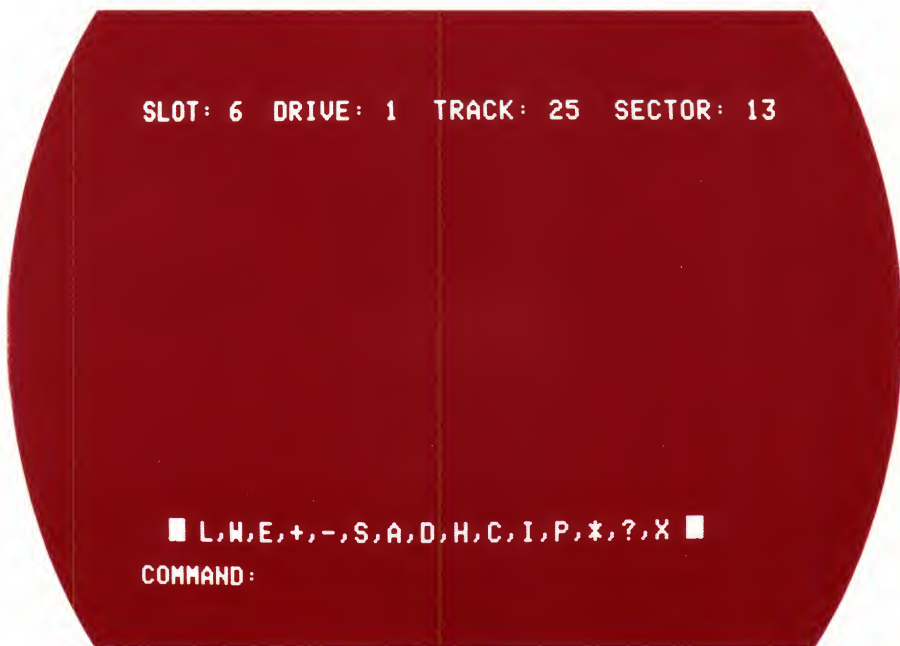 SLOT: 6 DRIVE: 1 TRACK: 25 SECTOR: 13
■ L,W,E,+,-,S,A,D,H,C,I,P,*,?,X ■
COMMAND: